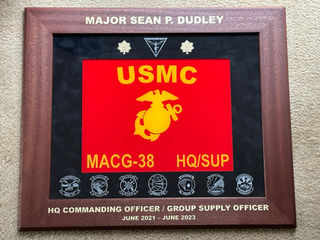 MAJOR SEAN P. DUDLEY
USMC
MACG-38 HQ/SUP
HQ COMMANDING OFFICER / GROUP SUPPLY OFFICER
JUNE 2021 – JUNE 2023